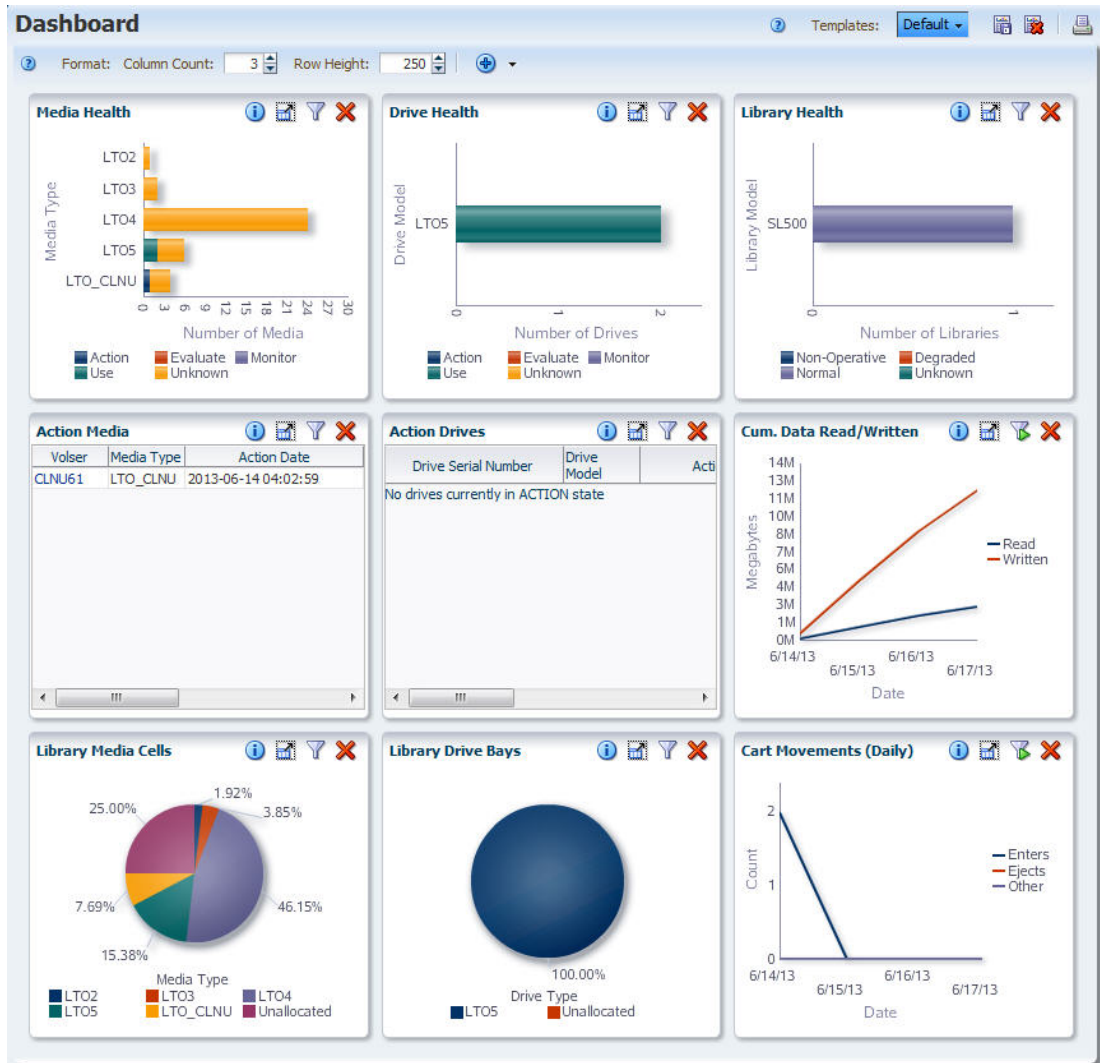 Dashboard
Templates: Default
Format: Column Count: 3 Row Height: 250
Media Health
Media Type
LTO2
LTO3
LTO4
LTO5
LTO_CLNU
0 3 6 9 12 15 18 21 24 27 30
Number of Media
Action Evaluate Monitor
Use Unknown
Drive Health
Drive Model
LTO5
0 1 2
Number of Drives
Action Evaluate Monitor
Use Unknown
Library Health
Library Model
SL500
0 1
Number of Libraries
Non-Operative Degraded
Normal Unknown
Action Media
Volser Media Type Action Date
CLNU61 LTO_CLNU 2013-06-14 04:02:59
Action Drives
Drive Serial Number Drive Model Acti
No drives currently in ACTION state
Cum. Data Read/Written
Megabytes
14M
13M
11M
10M
8M
7M
6M
4M
3M
1M
0M
Read
Written
6/14/13 6/15/13 6/16/13 6/17/13
Date
Library Media Cells
1.92%
3.85%
25.00%
7.69%
46.15%
15.38%
Media Type
LTO2 LTO3 LTO4
LTO5 LTO_CLNU Unallocated
Library Drive Bays
100.00%
Drive Type
LTO5 Unallocated
Cart Movements (Daily)
Count
2
1
0
Enters
Ejects
Other
6/14/13 6/15/13 6/16/13 6/17/13
Date